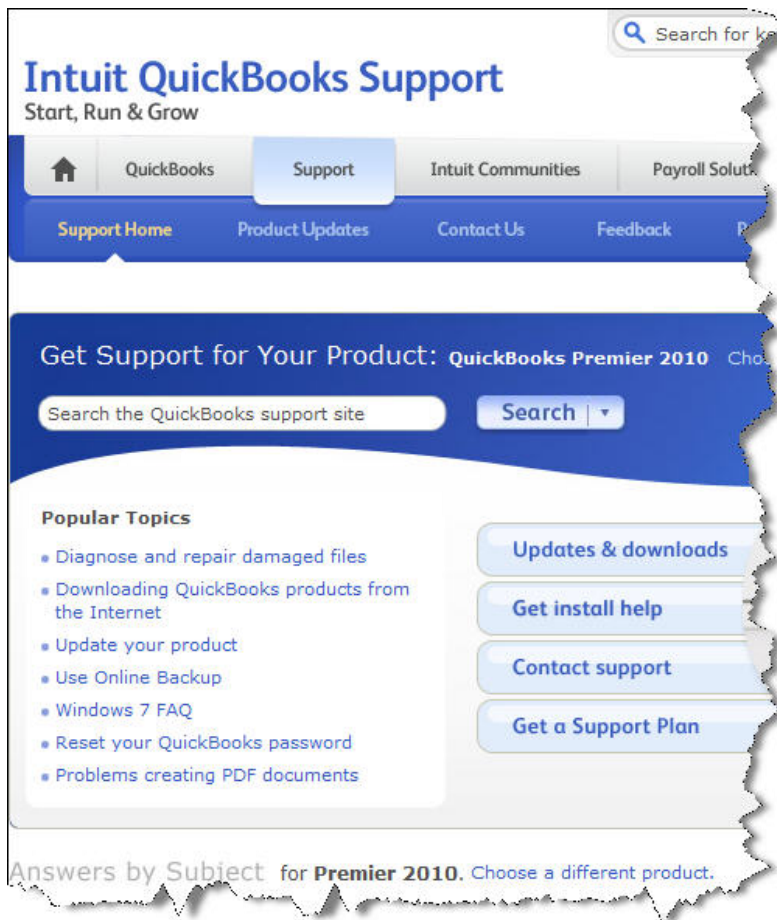 Search for
Intuit QuickBooks Support
Start, Run & Grow
QuickBooks Support Intuit Communities Payroll
Support Home Product Updates Contact Us Feedback
Get Support for Your Product: QuickBooks Premier 2010
Search the QuickBooks support site Search
Popular Topics
Diagnose and repair damaged files
Downloading QuickBooks products from
the Internet
Update your product
Use Online Backup
Windows 7 FAQ
Reset your QuickBooks password
Problems creating PDF documents
Updates & downloads
Get install help
Contact support
Get a Support Plan
Answers by Subject for Premier 2010. Choose a different product.